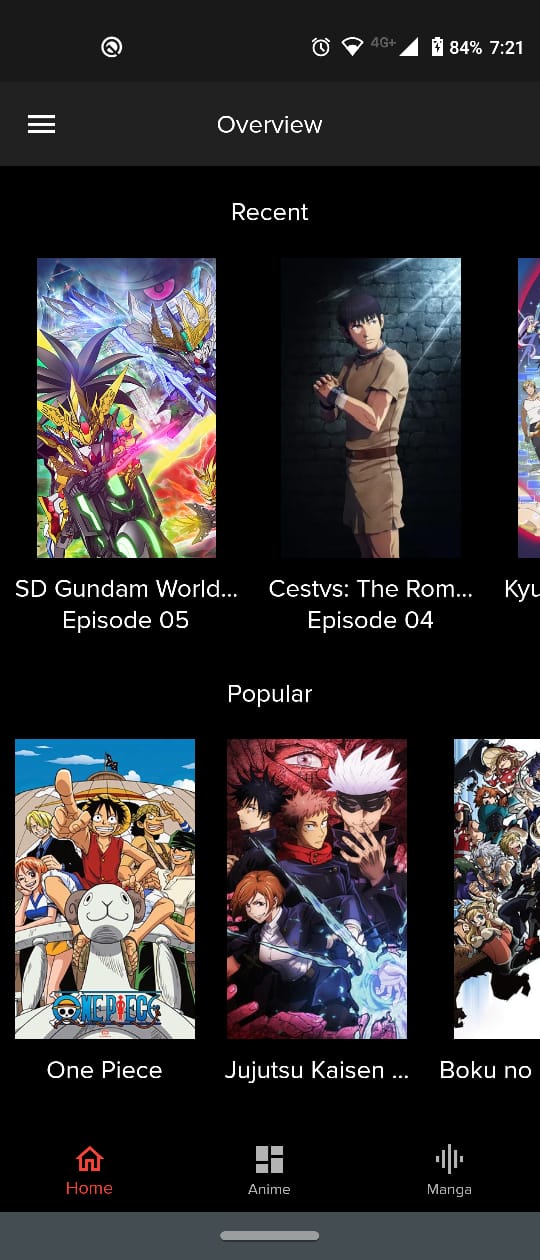 4G+ 84% 7:21
Overview
Recent
SD Gundam World... Cestvs: The Rom... Kyu
Episode 05 Episode 04
Popular
ONE PIECE
One Piece Jujutsu Kaisen ... Boku no
Home Anime Manga